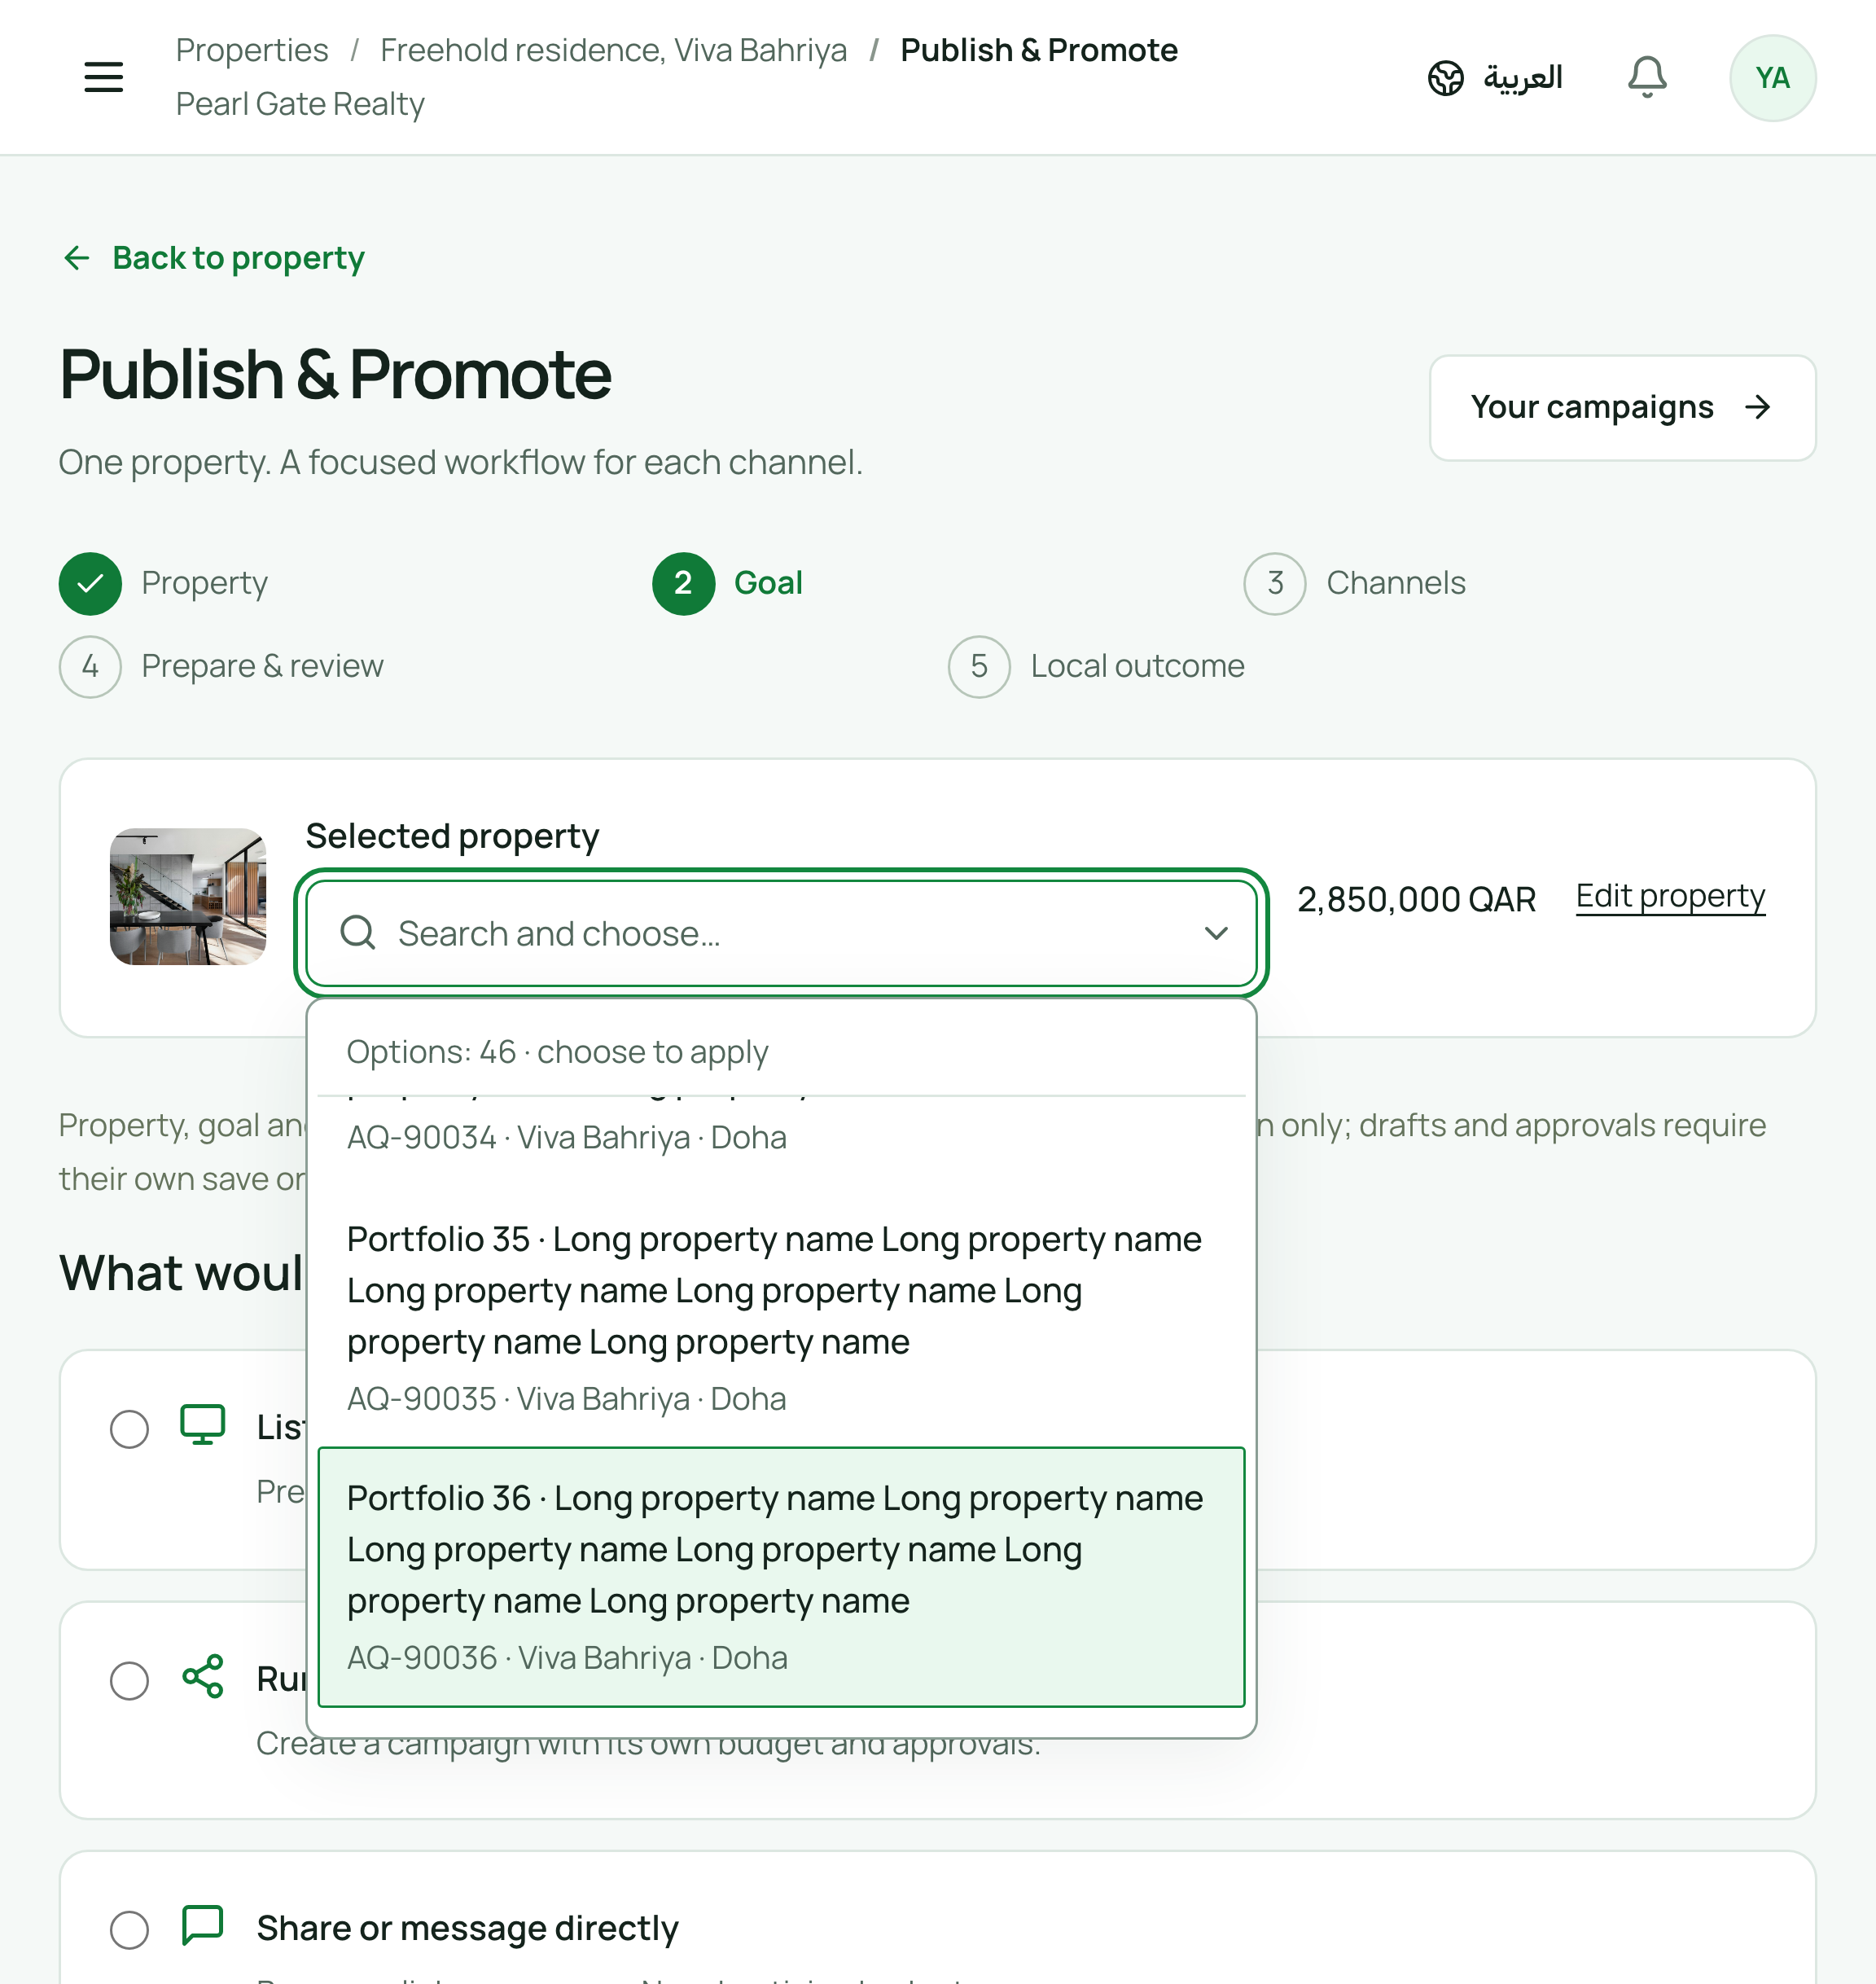 Properties / Freehold residence, Viva Bahriya / Publish & Promote
Pearl Gate Realty
العربية
YA
Back to property
Publish & Promote
Your campaigns
One property. A focused workflow for each channel.
Property
2 Goal
3 Channels
4 Prepare & review
5 Local outcome
Selected property
Search and choose...
2,850,000 QAR
Edit property
Options: 46 · choose to apply
AQ-90034 · Viva Bahriya · Doha
Property, goal
only; drafts and approvals require
their own save or
Portfolio 35 · Long property name Long property name
Long property name Long property name Long
property name Long property name
AQ-90035 · Viva Bahriya · Doha
What
Portfolio 36 · Long property name Long property name
Long property name Long property name Long
property name Long property name
AQ-90036 · Viva Bahriya · Doha
Create a campaign with its own budget and approvals.
Share or message directly